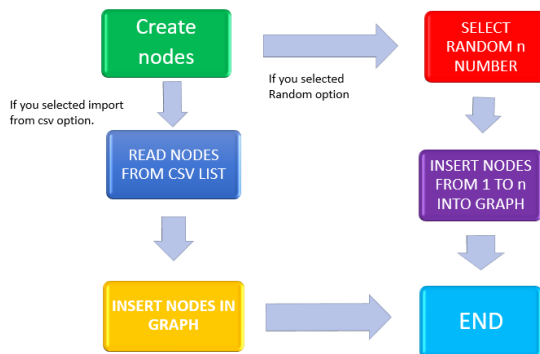 Create
nodes
SELECT
RANDOM n
NUMBER
If you selected
Random option
If you selected import
from csv option.
READ NODES
FROM CSV LIST
INSERT NODES
FROM 1 TO n
INTO GRAPH
INSERT NODES IN
GRAPH
END